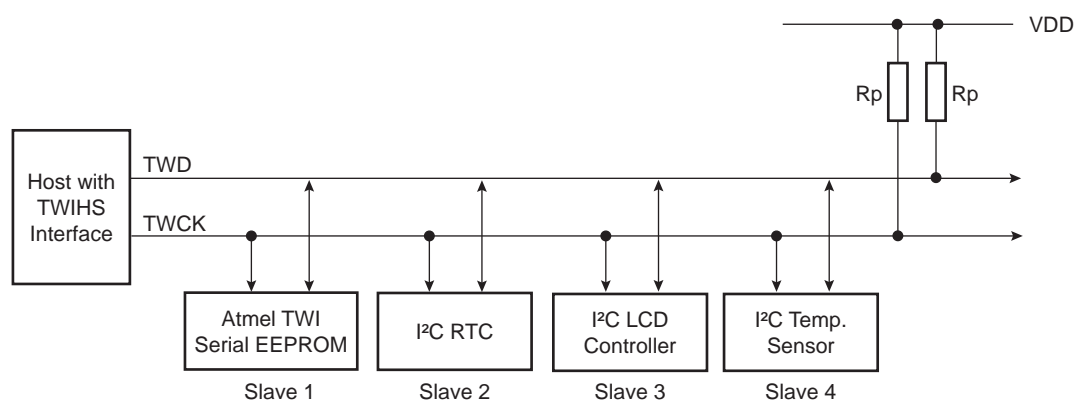 VDD
Rp
Rp
Host with
TWIHS
Interface
TWD
TWCK
Atmel TWI
Serial EEPROM
Slave 1
I²C RTC
Slave 2
I²C LCD
Controller
Slave 3
I²C Temp.
Sensor
Slave 4